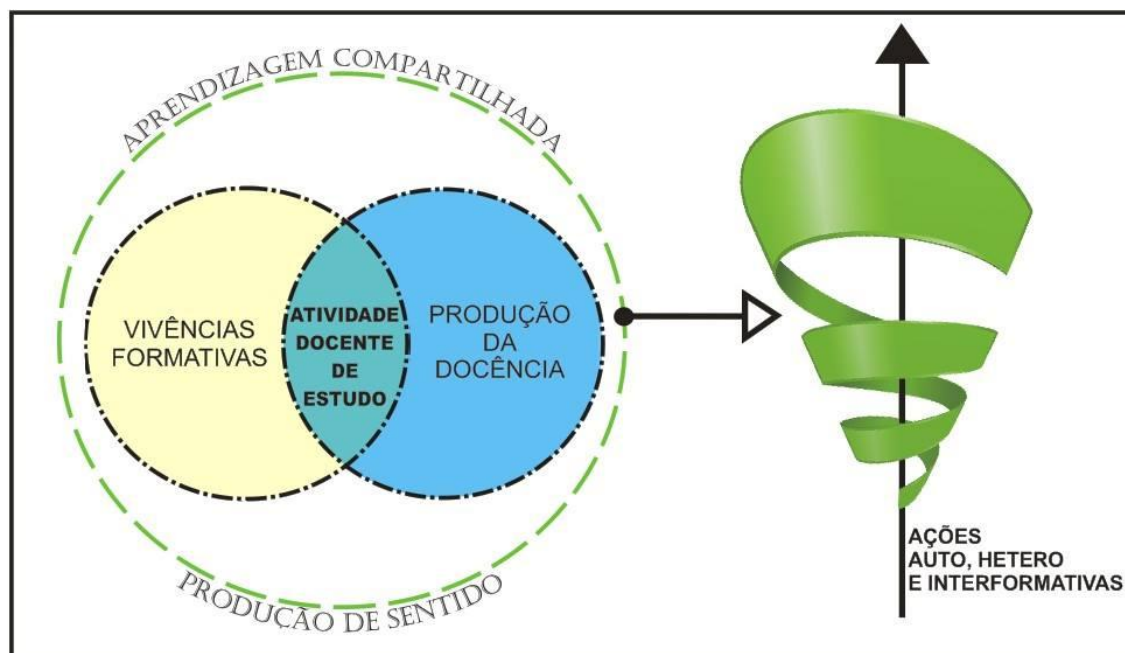 APRENDIZAGEM COMPARTILHADA
VIVÊNCIAS
FORMATIVAS
ATIVIDADE
DOCENTE
DE
ESTUDO
PRODUÇÃO
DA
DOCÊNCIA
PRODUÇÃO DE SENTIDO
AÇÕES
AUTO, HETERO
E INTERFORMATIVAS